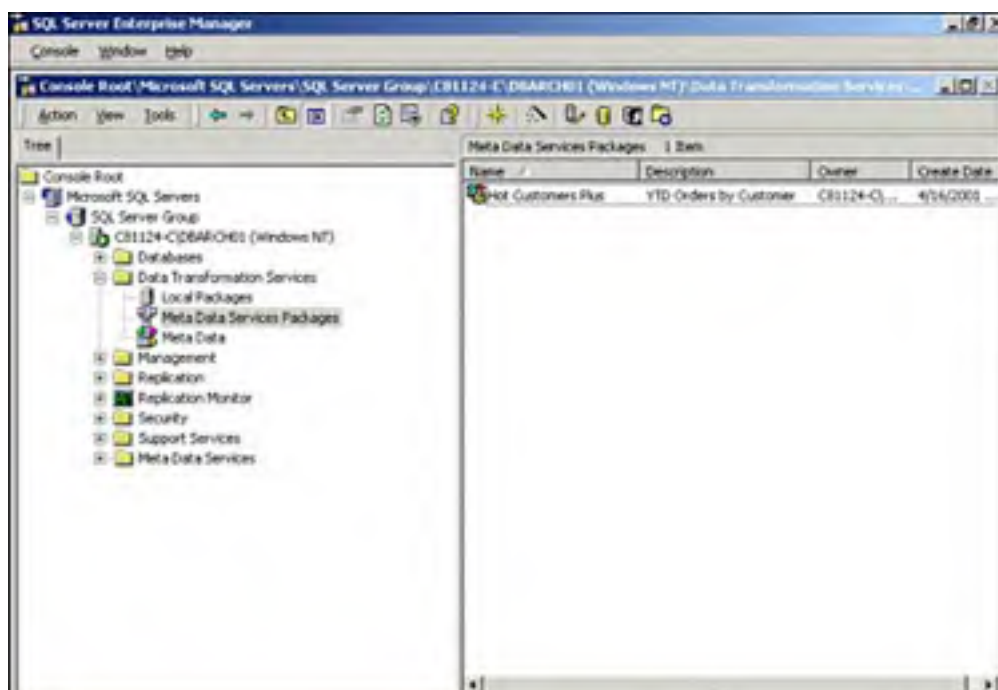 SQL Server Enterprise Manager
Console Window Help
Console Root\Microsoft SQL Servers\SQL Server Group\C81124-C\DBARCH01 (Windows NT)\Data Transformation Services\...
Action View Tools
Tree
Meta Data Services Packages 1 Item
Console Root
Microsoft SQL Servers
SQL Server Group
C81124-C\DBARCH01 (Windows NT)
Databases
Data Transformation Services
Local Packages
Meta Data Services Packages
Meta Data
Management
Replication
Replication Monitor
Security
Support Services
Meta Data Services
Name Description Owner Create Date
Hot Customers Plus YTD Orders by Customer C81124-C\... 4/16/2001 ...